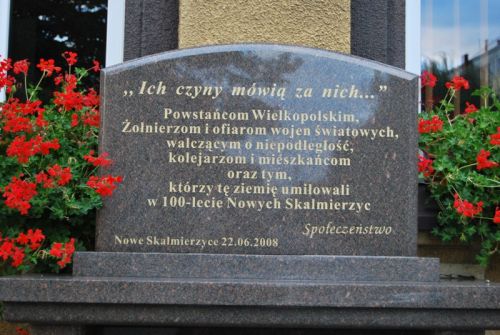 ,,Ich czyny mówią za nich..."
Powstańcom Wielkopolskim,
Żołnierzom i ofiarom wojen światowych,
walczącym o niepodległość,
kolejarzom i mieszkańcom
oraz tym,
którzy tę ziemię umiłowali
w 100-lecie Nowych Skalmierzyc
Społeczeństwo
Nowe Skalmierzyce 22.06.2008